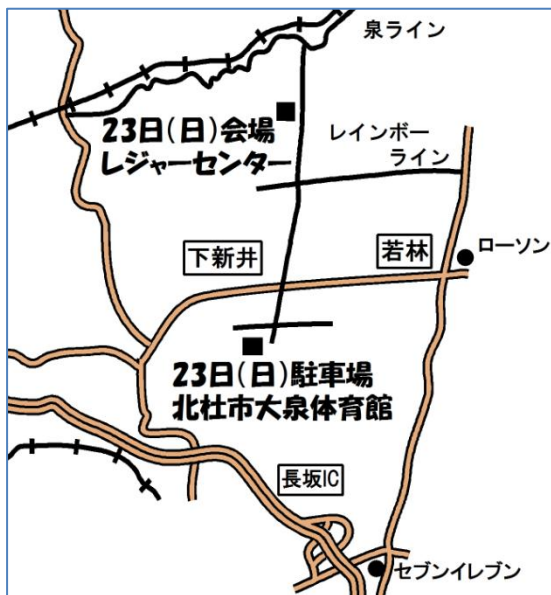 泉ライン
23日(日)会場
レジャーセンター
レインボー
ライン
下新井
若林
ローソン
23日(日)駐車場
北杜市大泉体育館
長坂IC
セブンイレブン